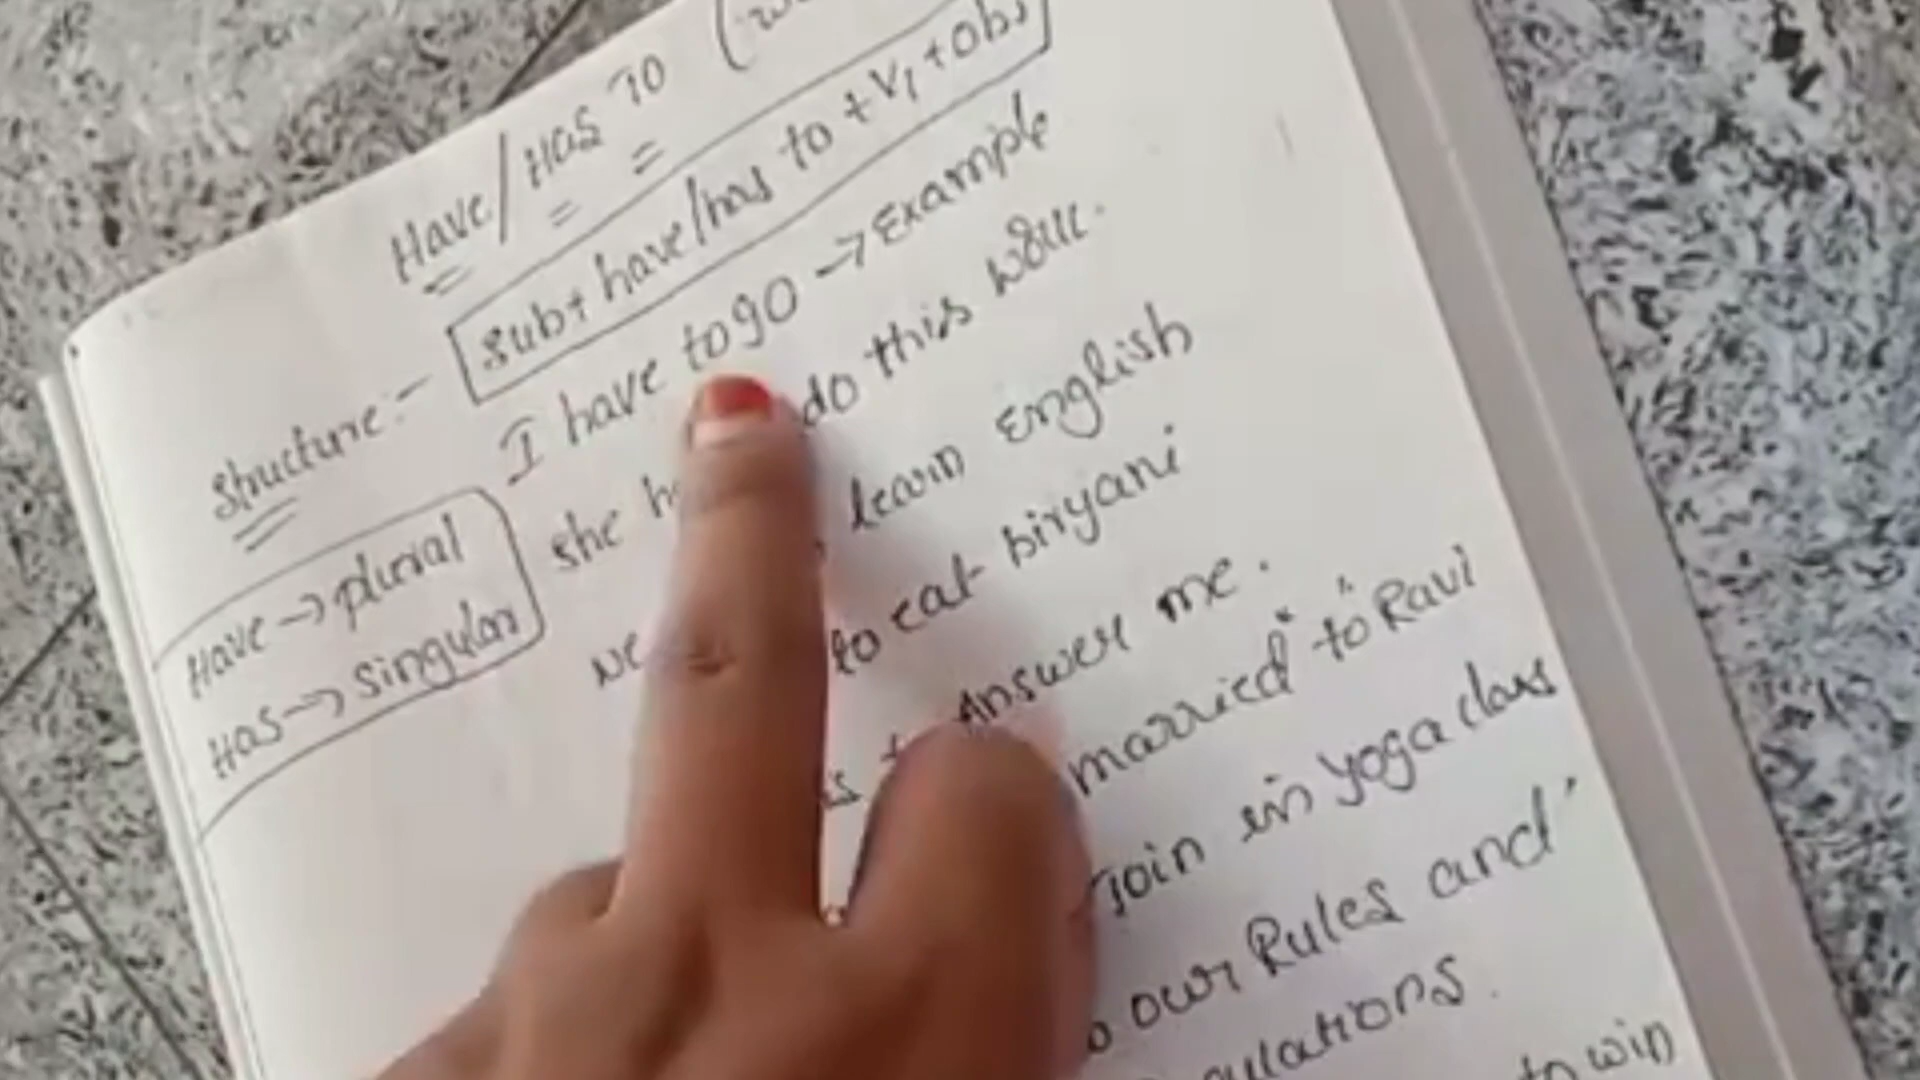 Have/Has To
Structure:- Sub+ have/has to + V1 + Obj
I have to go → Example
do this work.
she learn English
We to eat biryani
Answer me.
married" to" Ravi
Join in yoga class
our Rules and
to win
Have → plural
Has → singular